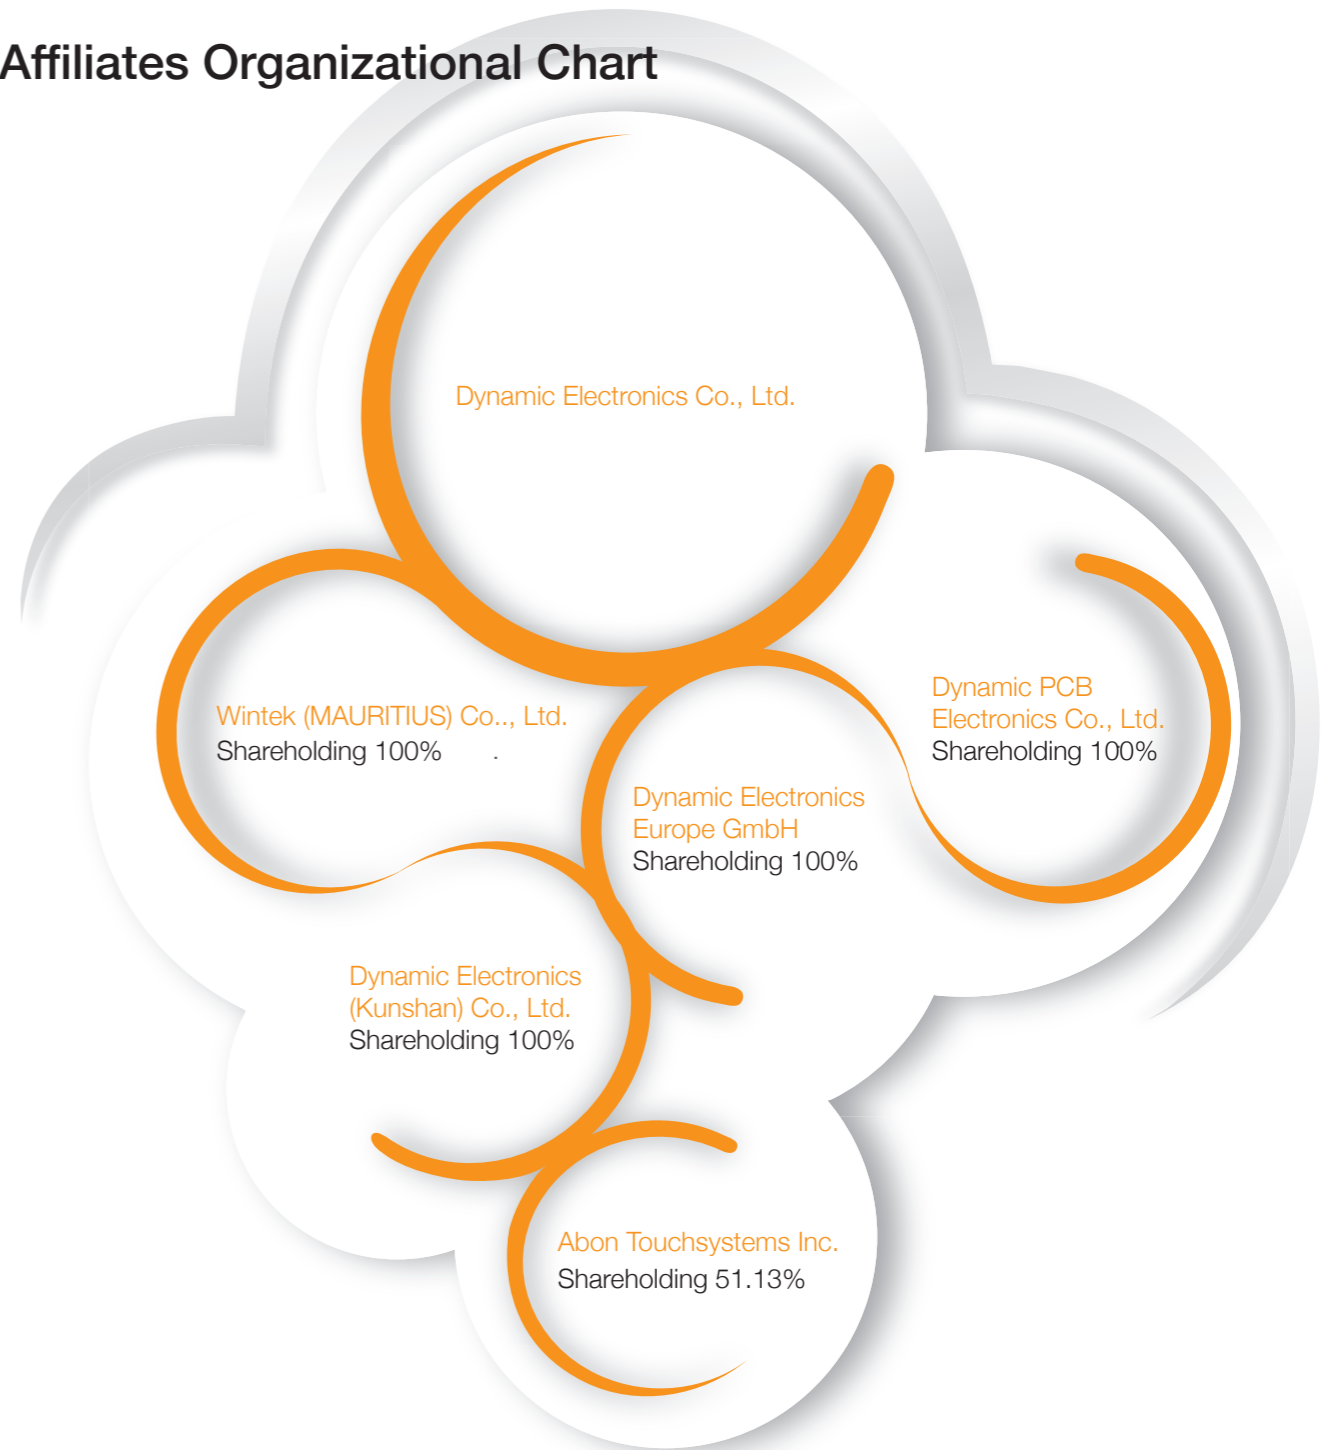 Affiliates Organizational Chart
Dynamic Electronics Co., Ltd.
Wintek (MAURITIUS) Co.., Ltd.
Shareholding 100%
.
Dynamic PCB
Electronics Co., Ltd.
Shareholding 100%
Dynamic Electronics
Europe GmbH
Shareholding 100%
Dynamic Electronics
(Kunshan) Co., Ltd.
Shareholding 100%
Abon Touchsystems Inc.
Shareholding 51.13%